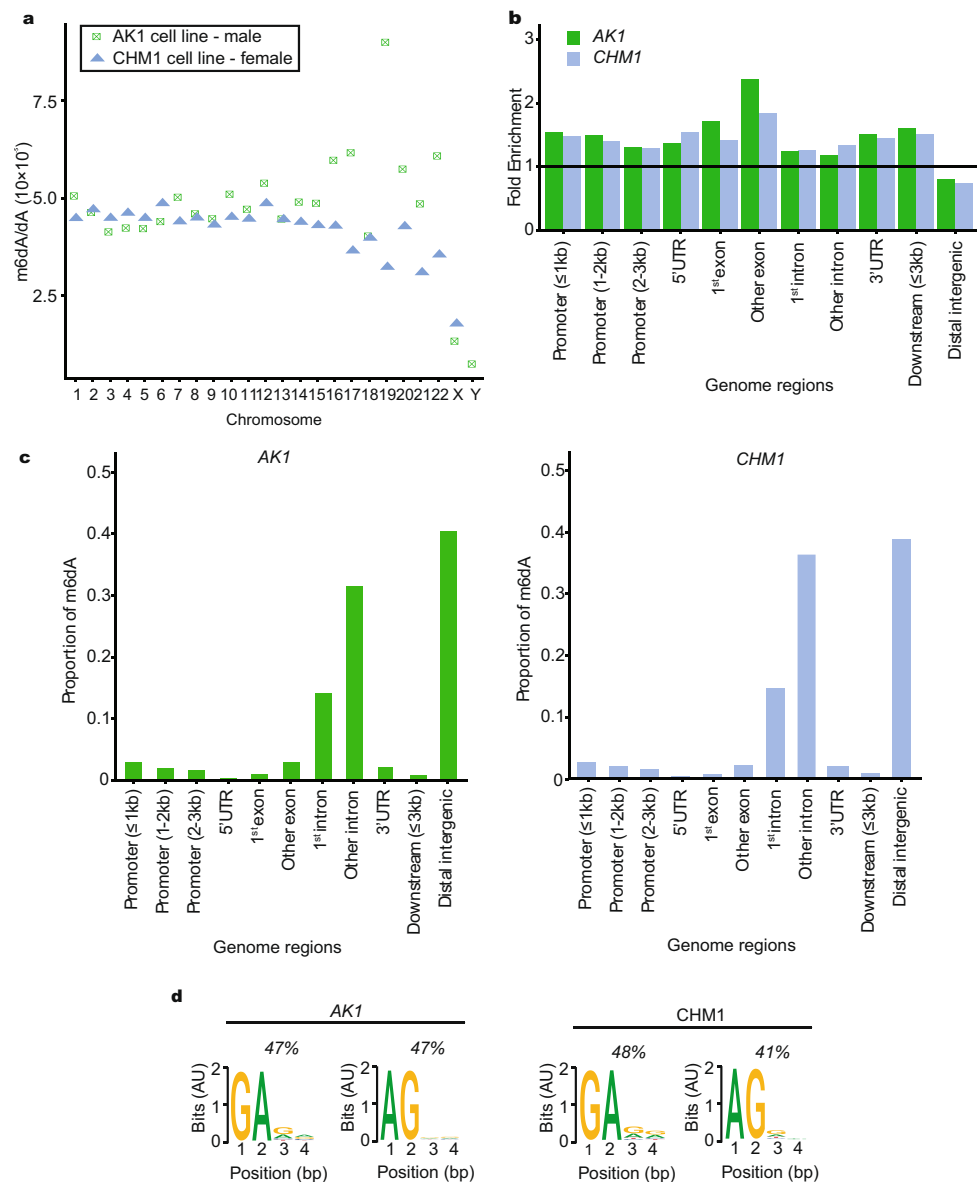 a
AK1 cell line - male
CHM1 cell line - female
m6dA/dA (10×10⁵)
7.5
5.0
2.5
1 2 3 4 5 6 7 8 9 10 11 12 13 14 15 16 17 18 19 20 21 22 X Y
Chromosome
b
AK1
CHM1
Fold Enrichment
3
2
1
0
Promoter (≤1kb)
Promoter (1-2kb)
Promoter (2-3kb)
5'UTR
1st exon
Other exon
1st intron
Other intron
3'UTR
Downstream (≤3kb)
Distal intergenic
Genome regions
c
AK1
Proportion of m6dA
0.5
0.4
0.3
0.2
0.1
0
Promoter (≤1kb)
Promoter (1-2kb)
Promoter (2-3kb)
5'UTR
1st exon
Other exon
1st intron
Other intron
3'UTR
Downstream (≤3kb)
Distal intergenic
Genome regions
CHM1
Proportion of m6dA
0.5
0.4
0.3
0.2
0.1
0
Promoter (≤1kb)
Promoter (1-2kb)
Promoter (2-3kb)
5'UTR
1st exon
Other exon
1st intron
Other intron
3'UTR
Downstream (≤3kb)
Distal intergenic
Genome regions
d
AK1
47%
Bits (AU)
2
1
0
GA
1 2 3 4
Position (bp)
47%
Bits (AU)
2
1
0
AG
1 2 3 4
Position (bp)
CHM1
48%
Bits (AU)
2
1
0
GA
1 2 3 4
Position (bp)
41%
Bits (AU)
2
1
0
AG
1 2 3 4
Position (bp)